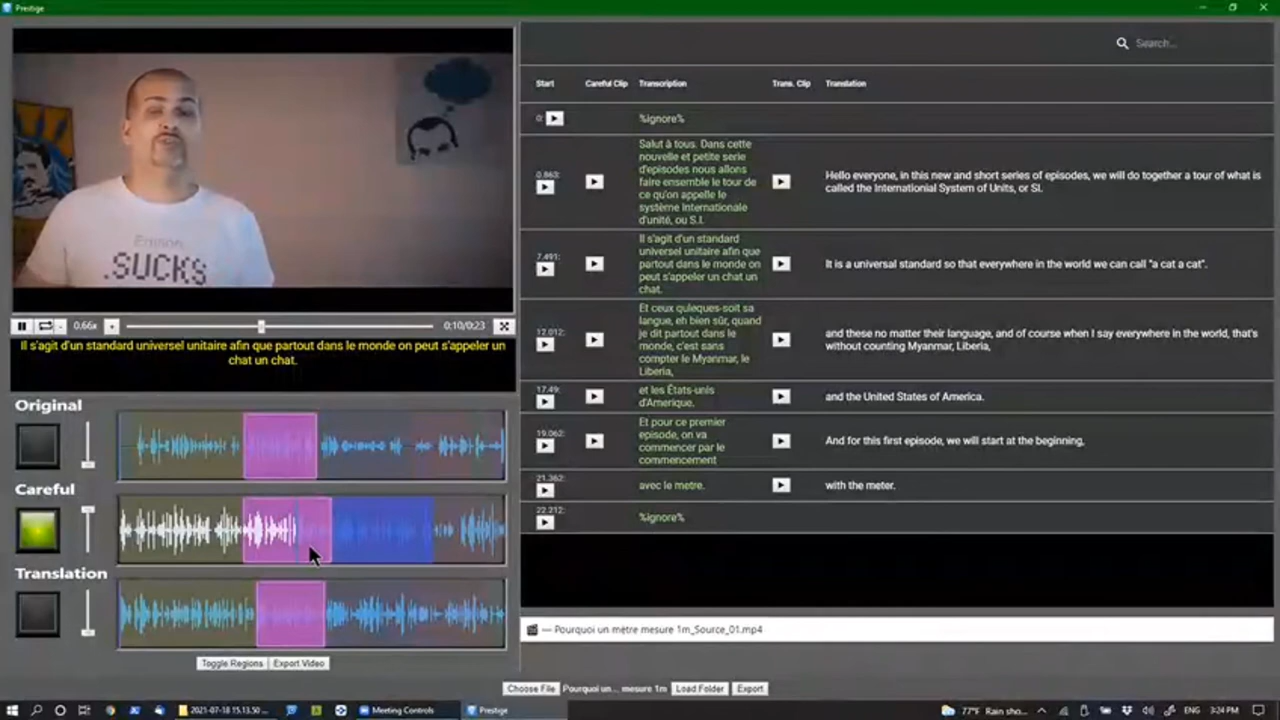 Prestige
Édition
.SUCKS
0.66x
0:10/0:23
Il s'agit d'un standard universel unitaire afin que partout dans le monde on peut s'appeler un
chat un chat.
Original
Careful
Translation
Toggle Regions
Export Video
Search...
Start
Careful Clip
Transcription
Trans. Clip
Translation
0:
%ignore%
0.863:
Salut à tous. Dans cette
nouvelle et petite serie
d'episodes nous allons
faire ensemble le tour de
ce qu'on appelle le
système Internationale
d'unité, ou S.I.
Hello everyone, in this new and short series of episodes, we will do together a tour of what is
called the Internationial System of Units, or SI.
7.491:
Il s'agit d'un standard
universel unitaire afin que
partout dans le monde on
peut s'appeler un chat un
chat.
It is a universal standard so that everywhere in the world we can call "a cat a cat".
12.012:
Et ceux quleques-soit sa
langue, eh bien sûr, quand
je dit partout dans le
monde, c'est sans
compter le Myanmar, le
Liberia,
and these no matter their language, and of course when I say everywhere in the world, that's
without counting Myanmar, Liberia,
17.49:
et les États-unis
d'Amerique.
and the United States of America.
19.062:
Et pour ce premier
episode, on va
commencer par le
commencement
And for this first episode, we will start at the beginning,
21.362:
avec le metre.
with the meter.
22.212:
%ignore%
— Pourquoi un mètre mesure 1m_Source_01.mp4
Choose File
Pourquoi un... mesure 1m
Load Folder
Export
2021-07-18 15.13.50 ...
Meeting Controls
Prestige
77°F Rain sho...
ENG
3:24 PM